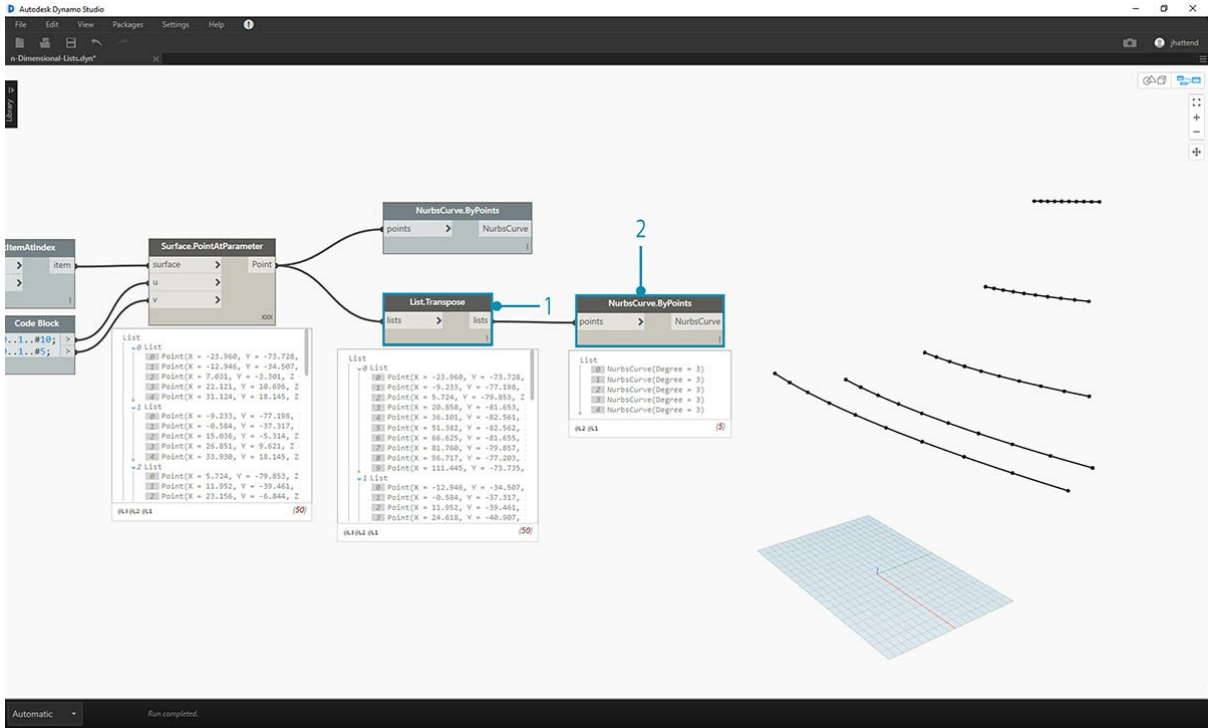 Autodesk Dynamo Studio
File Edit View Packages Settings Help
jhattend
n-Dimensional-Lists.dyn*
Library
NurbsCurve.ByPoints
points > NurbsCurve
2
Surface.PointAtParameter
surface > Point
u >
v >
xxx
ItemAtIndex
> item
>
Code Block
..1..#10; >
..1..#5; >
List.Transpose
lists > lists
1
NurbsCurve.ByPoints
points > NurbsCurve
List
0 List
0 Point(X = -23.960, Y = -73.728,
1 Point(X = -12.946, Y = -34.507,
2 Point(X = 7.031, Y = -3.301, Z
3 Point(X = 22.121, Y = 10.696, Z
4 Point(X = 31.124, Y = 18.145, Z
1 List
0 Point(X = -9.233, Y = -77.198,
1 Point(X = -0.584, Y = -37.317,
2 Point(X = 15.036, Y = -5.314, Z
3 Point(X = 26.851, Y = 9.621, Z
4 Point(X = 33.930, Y = 18.145, Z
2 List
0 Point(X = 5.724, Y = -79.853, Z
1 Point(X = 11.952, Y = -39.461,
2 Point(X = 23.156, Y = -6.844, Z
@L3 @L2 @L1 {50}
List
0 List
0 Point(X = -23.960, Y = -73.728,
1 Point(X = -9.233, Y = -77.198,
2 Point(X = 5.724, Y = -79.853, Z
3 Point(X = 20.858, Y = -81.653,
4 Point(X = 36.101, Y = -82.561,
5 Point(X = 51.382, Y = -82.562,
6 Point(X = 66.625, Y = -81.655,
7 Point(X = 81.760, Y = -79.857,
8 Point(X = 96.717, Y = -77.203,
9 Point(X = 111.445, Y = -73.735,
1 List
0 Point(X = -12.946, Y = -34.507,
1 Point(X = -0.584, Y = -37.317,
2 Point(X = 11.952, Y = -39.461,
3 Point(X = 24.618, Y = -40.907,
@L3 @L2 @L1 {50}
List
0 NurbsCurve(Degree = 3)
1 NurbsCurve(Degree = 3)
2 NurbsCurve(Degree = 3)
3 NurbsCurve(Degree = 3)
4 NurbsCurve(Degree = 3)
@L2 @L1 {5}
Automatic
Run completed.